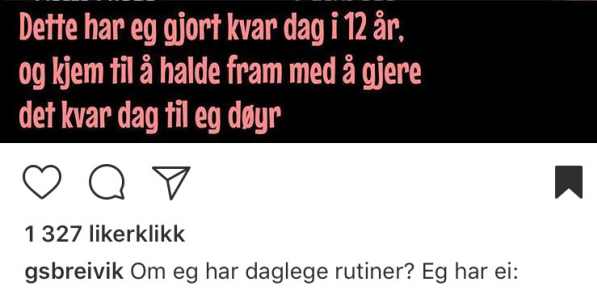 Dette har eg gjort kvar dag i 12 år,
og kjem til å halde fram med å gjere
det kvar dag til eg døyr
1 327 likerklikk
gsbreivik Om eg har daglege rutiner? Eg har ei: